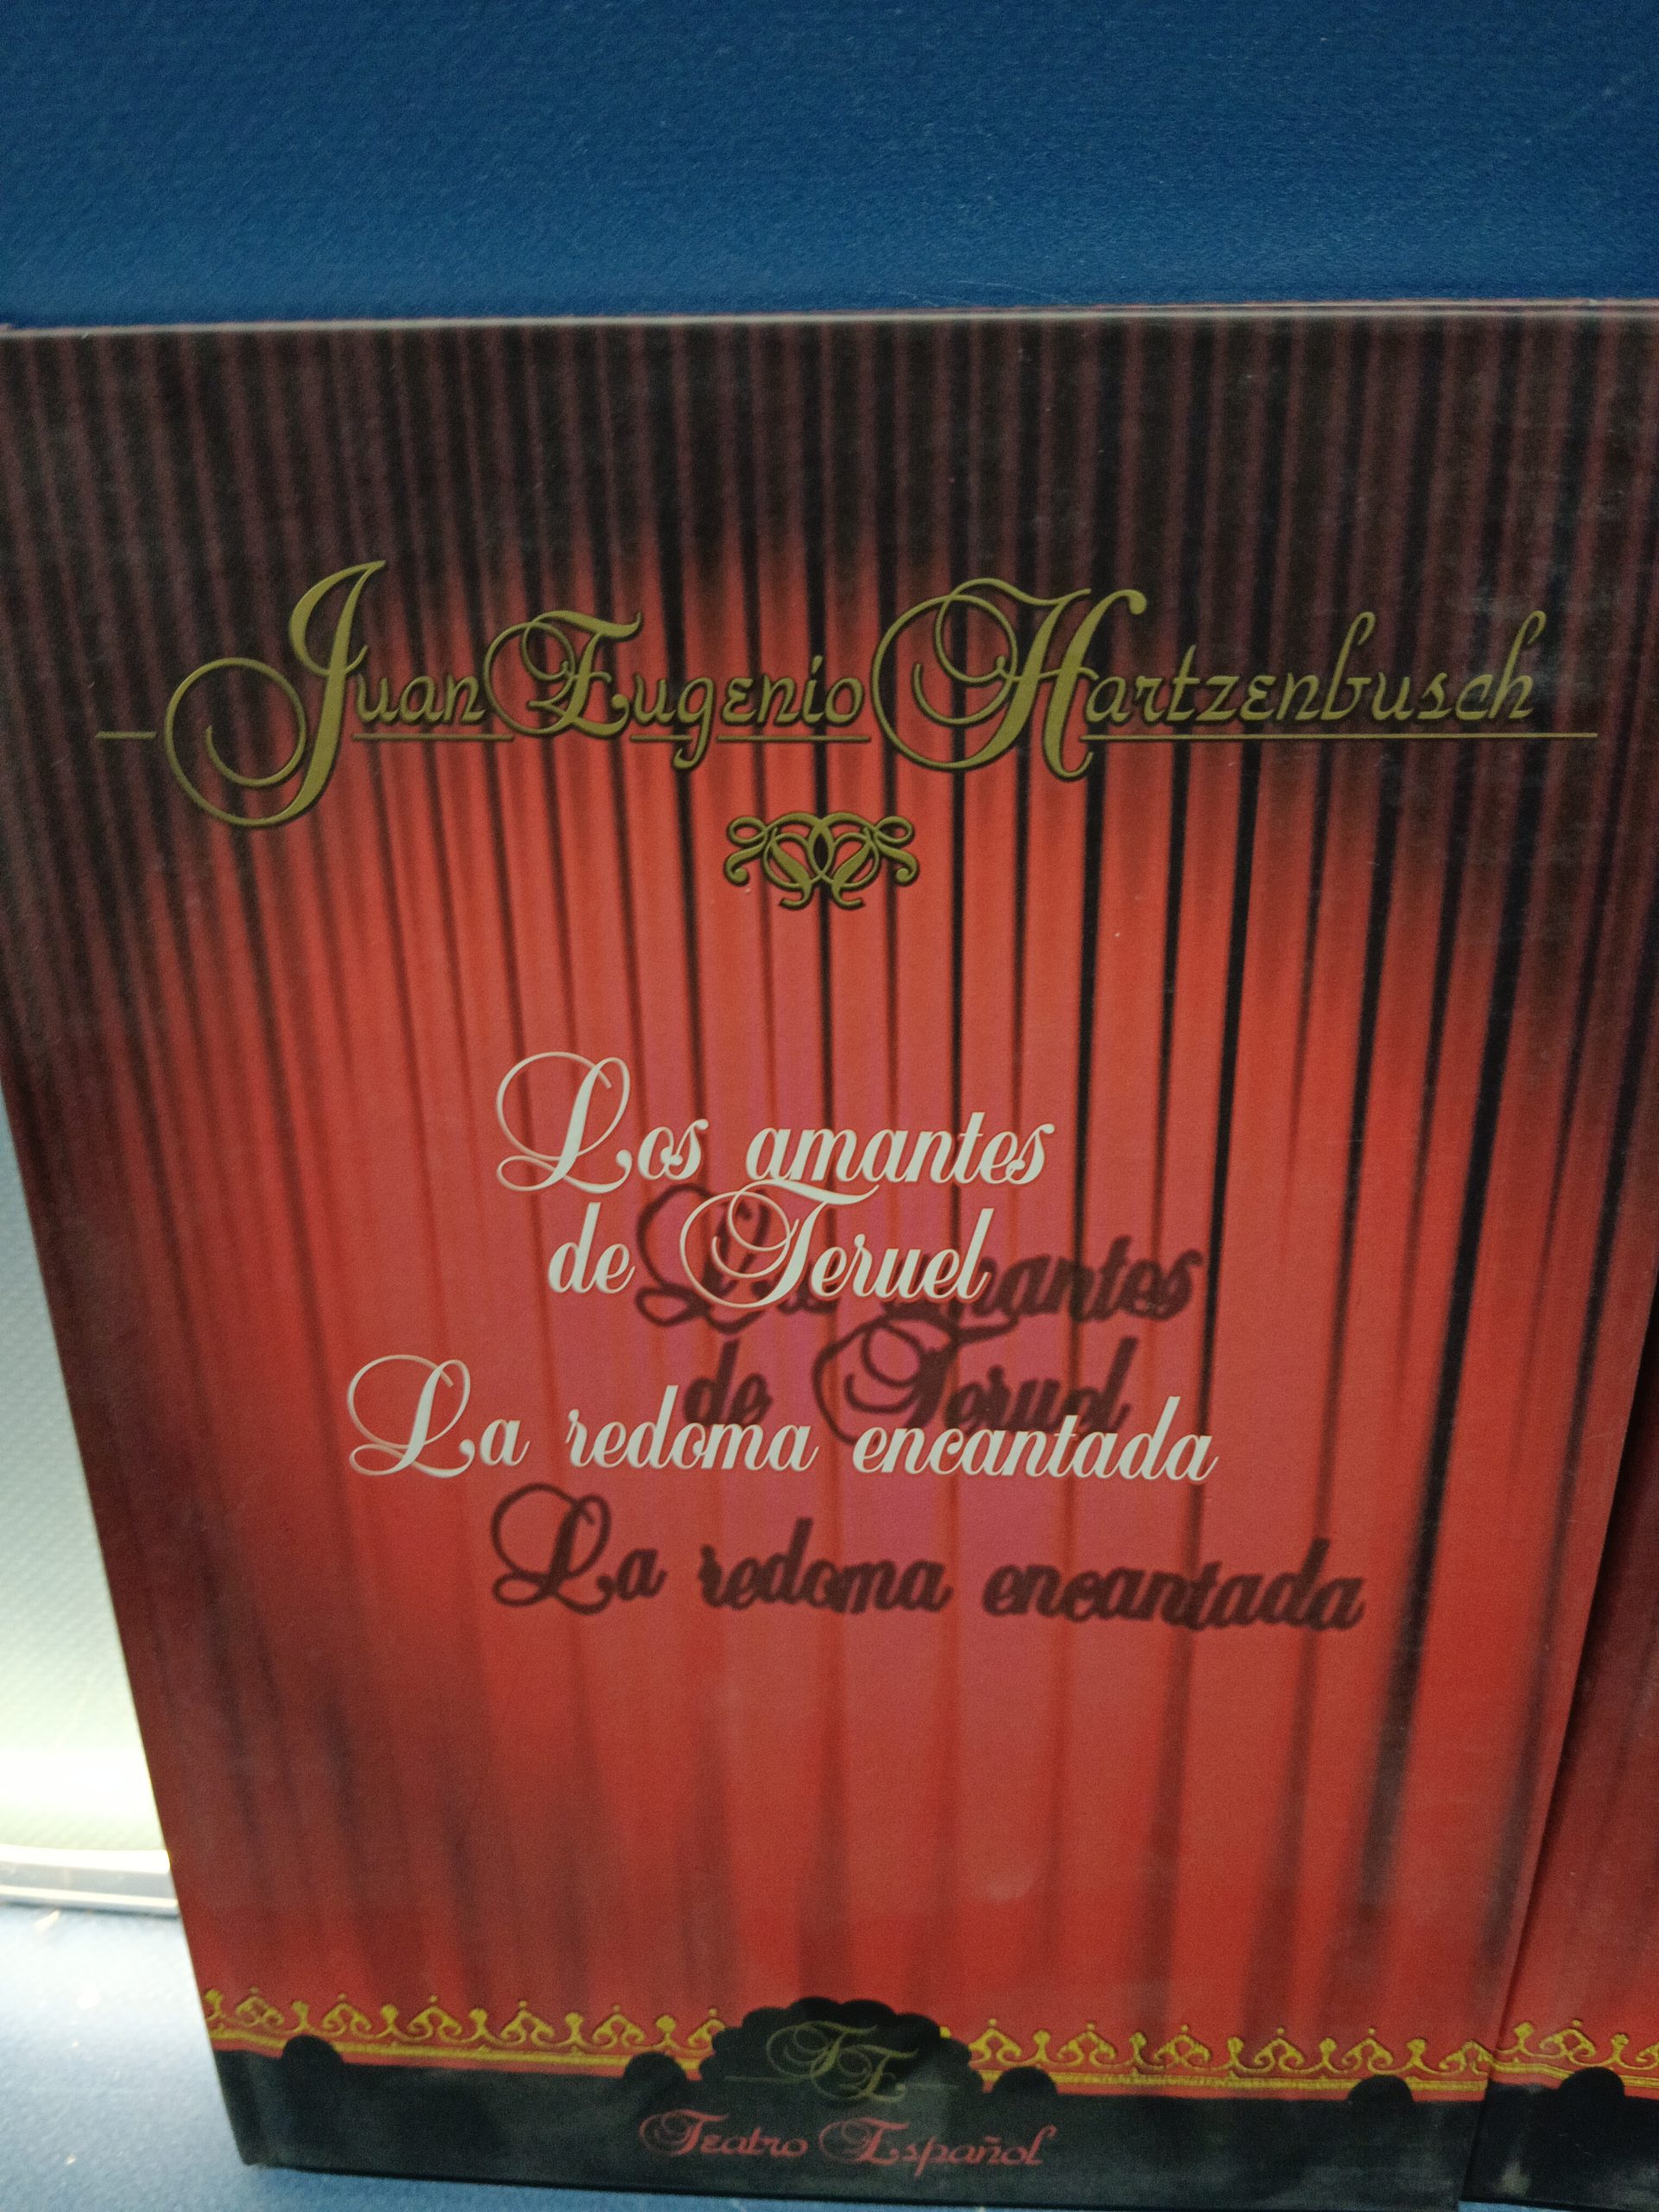 Juan Eugenio Hartzenbusch
Los amantes
de Teruel
Los amantes
de Teruel
La redoma encantada
La redoma encantada
TE
Teatro Español